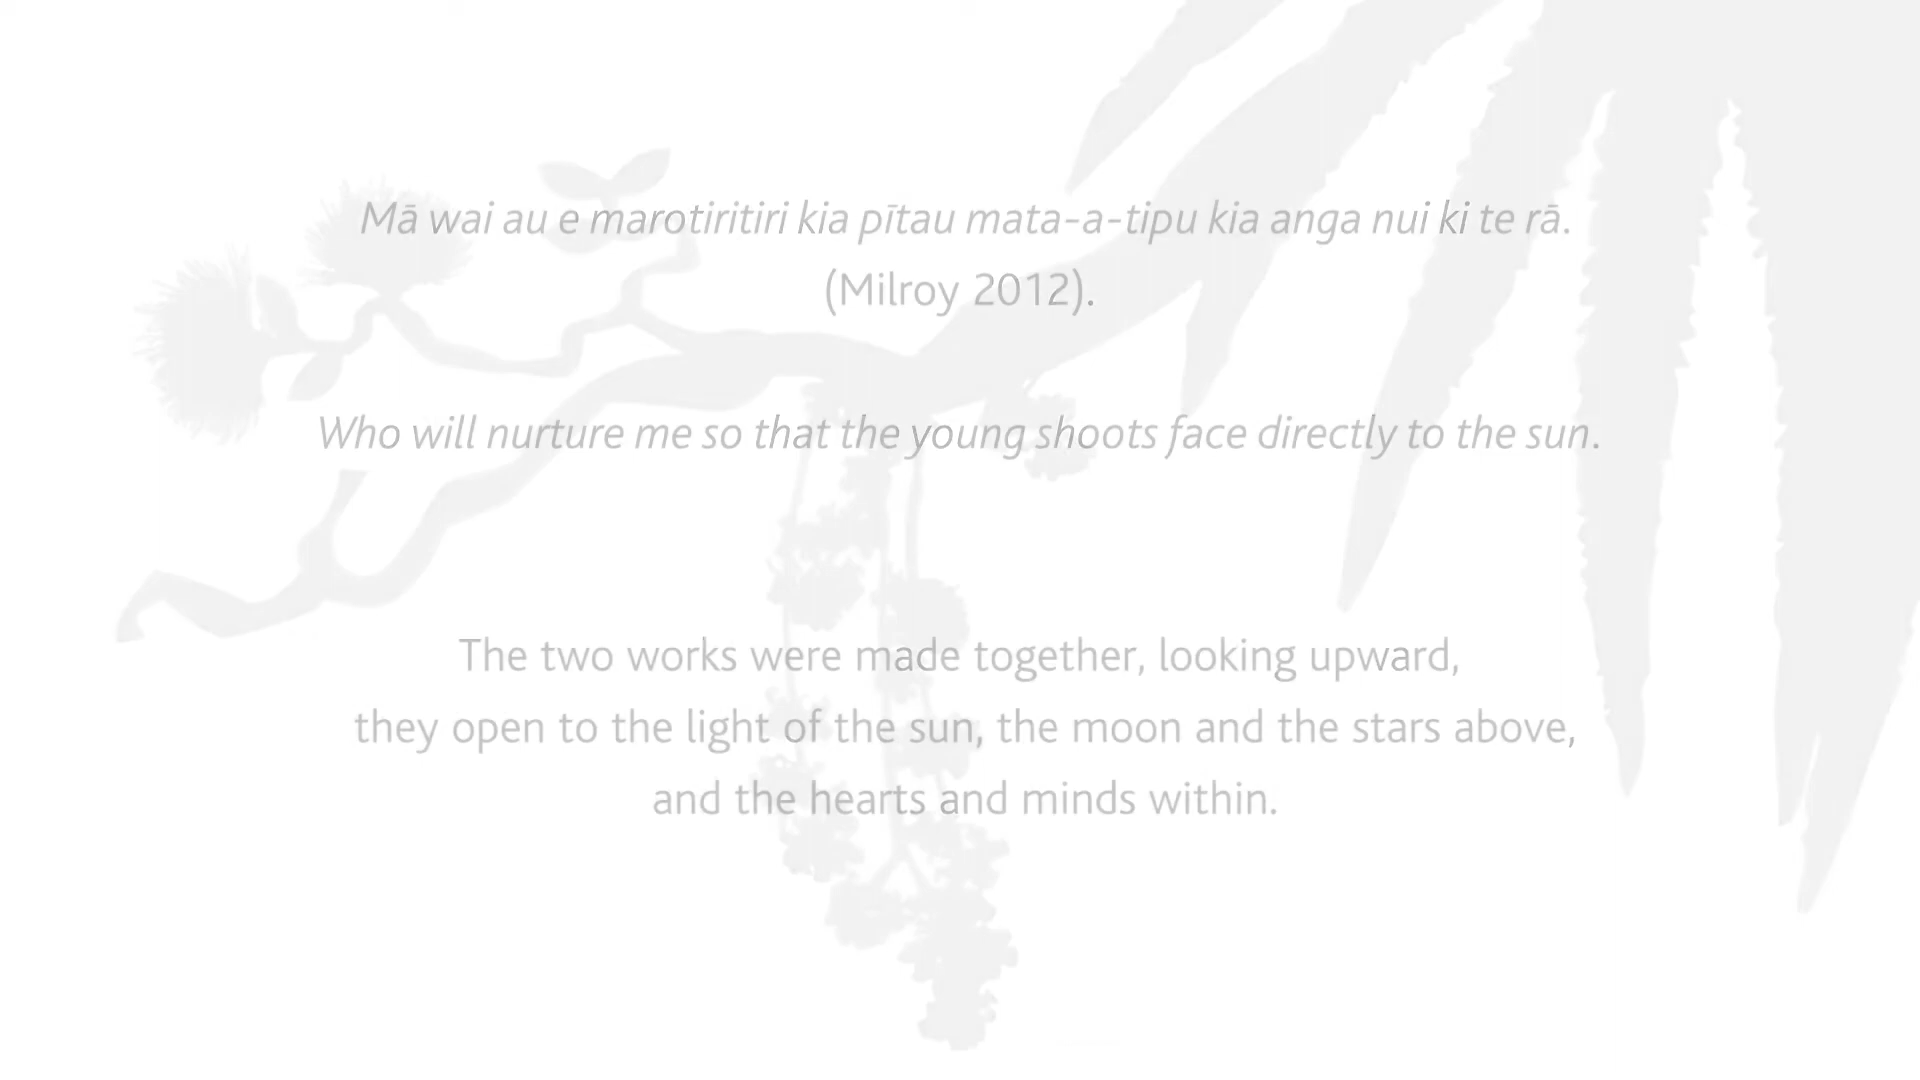 Mā wai au e marotiritiri kia pītau mata-a-tipu kia anga nui ki te rā.
(Milroy 2012).
Who will nurture me so that the young shoots face directly to the sun.
The two works were made together, looking upward,
they open to the light of the sun, the moon and the stars above,
and the hearts and minds within.